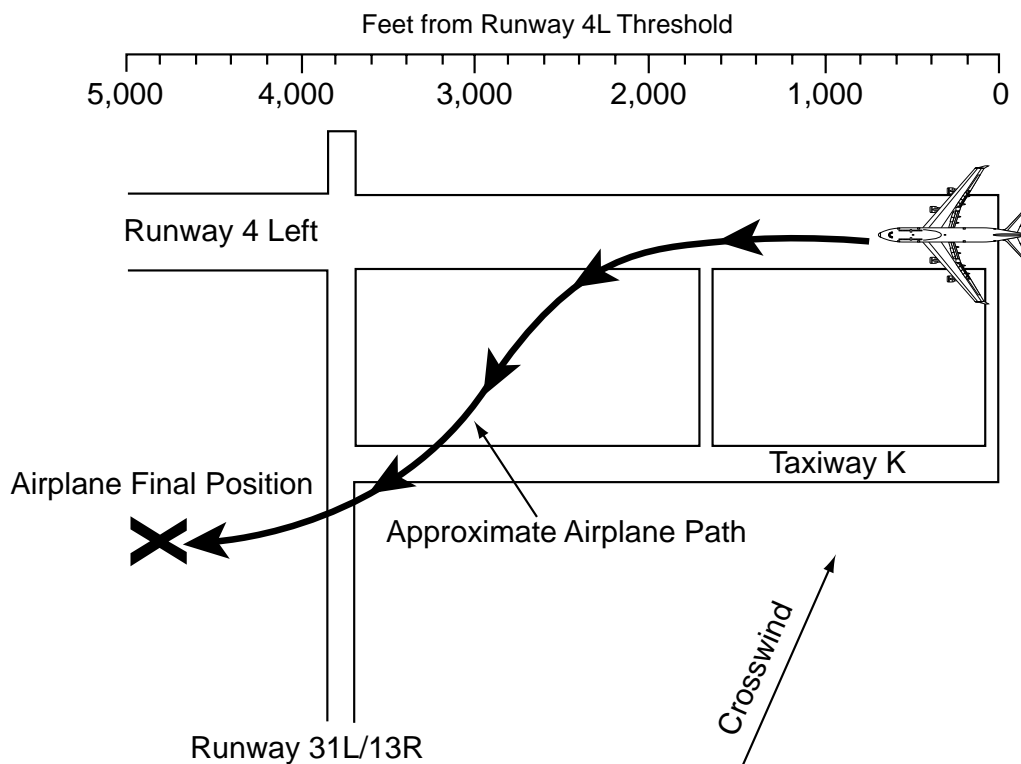 Feet from Runway 4L Threshold
5,000 4,000 3,000 2,000 1,000 0
Runway 4 Left
Taxiway K
Airplane Final Position
Approximate Airplane Path
Crosswind
Runway 31L/13R